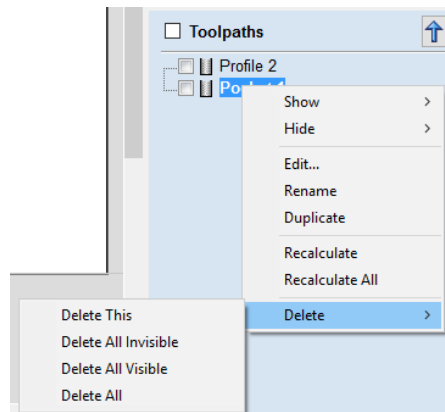 Toolpaths
Profile 2
Show
Hide
Edit...
Rename
Duplicate
Recalculate
Recalculate All
Delete
Delete This
Delete All Invisible
Delete All Visible
Delete All